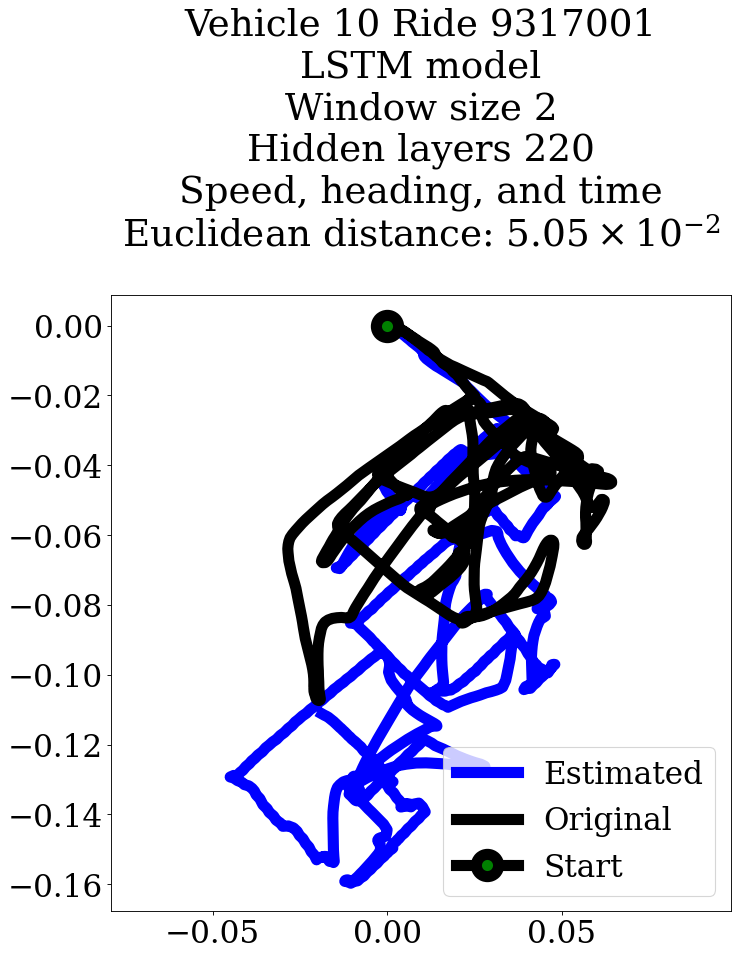 Vehicle 10 Ride 9317001
LSTM model
Window size 2
Hidden layers 220
Speed, heading, and time
Euclidean distance: 5.05 × 10⁻²
0.00
−0.02
−0.04
−0.06
−0.08
−0.10
−0.12
−0.14
−0.16
Estimated
Original
Start
−0.05 0.00 0.05